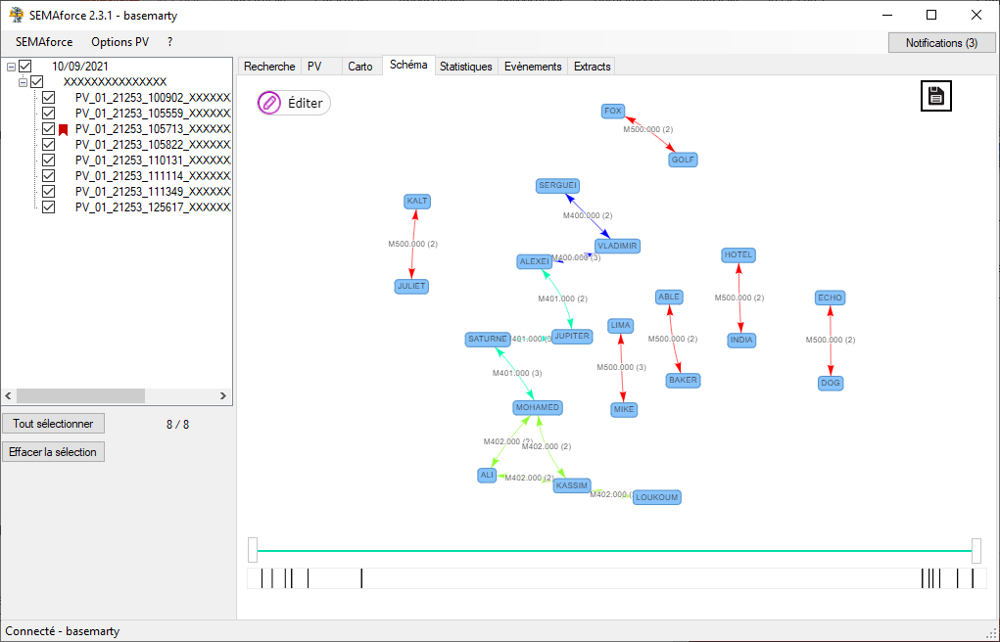 SEMAforce 2.3.1 - basemarty
SEMAforce Options PV ?
Notifications (3)
10/09/2021
XXXXXXXXXXXXXXX
PV_01_21253_100902_XXXXXX
PV_01_21253_105559_XXXXXX
PV_01_21253_105713_XXXXXX
PV_01_21253_105822_XXXXXX
PV_01_21253_110131_XXXXXX
PV_01_21253_111114_XXXXXX
PV_01_21253_111349_XXXXXX
PV_01_21253_125617_XXXXXX
Tout sélectionner
8 / 8
Effacer la sélection
Recherche PV Carto Schéma Statistiques Evènements Extracts
Éditer
FOX
M500.000 (2)
GOLF
SERGUEI
M400.000 (2)
VLADIMIR
KALT
M500.000 (2)
JULIET
ALEXEI
M400.000 (3)
M401.000 (2)
JUPITER
SATURNE
401.000
M401.000 (3)
MOHAMED
HOTEL
M500.000 (2)
INDIA
ABLE
M500.000 (2)
BAKER
LIMA
M500.000 (3)
MIKE
ECHO
M500.000 (2)
DOG
M402.000 (2)
M402.000 (2)
ALI
M402.000 (2)
KASSIM
M402.000
LOUKOUM
Connecté - basemarty